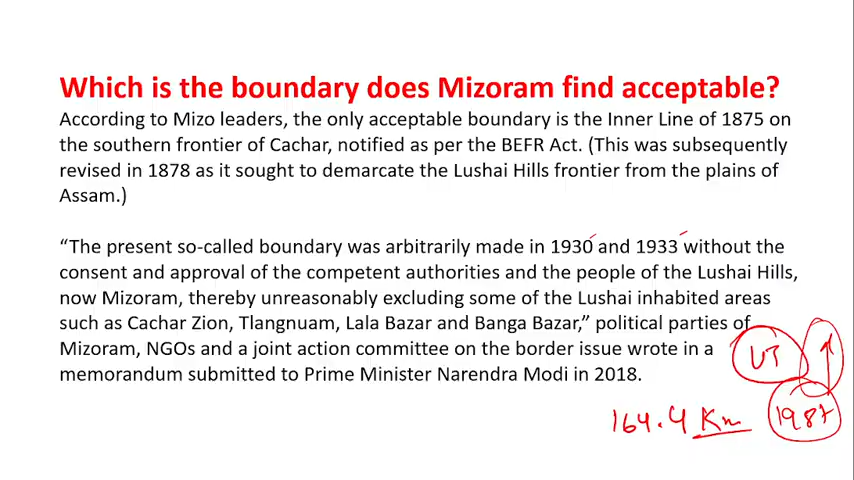 Which is the boundary does Mizoram find acceptable?
According to Mizo leaders, the only acceptable boundary is the Inner Line of 1875 on
the southern frontier of Cachar, notified as per the BEFR Act. (This was subsequently
revised in 1878 as it sought to demarcate the Lushai Hills frontier from the plains of
Assam.)
“The present so-called boundary was arbitrarily made in 1930 and 1933 without the
consent and approval of the competent authorities and the people of the Lushai Hills,
now Mizoram, thereby unreasonably excluding some of the Lushai inhabited areas
such as Cachar Zion, Tlangnuam, Lala Bazar and Banga Bazar,” political parties of
Mizoram, NGOs and a joint action committee on the border issue wrote in a
memorandum submitted to Prime Minister Narendra Modi in 2018.
UT
164.4 Km
1987